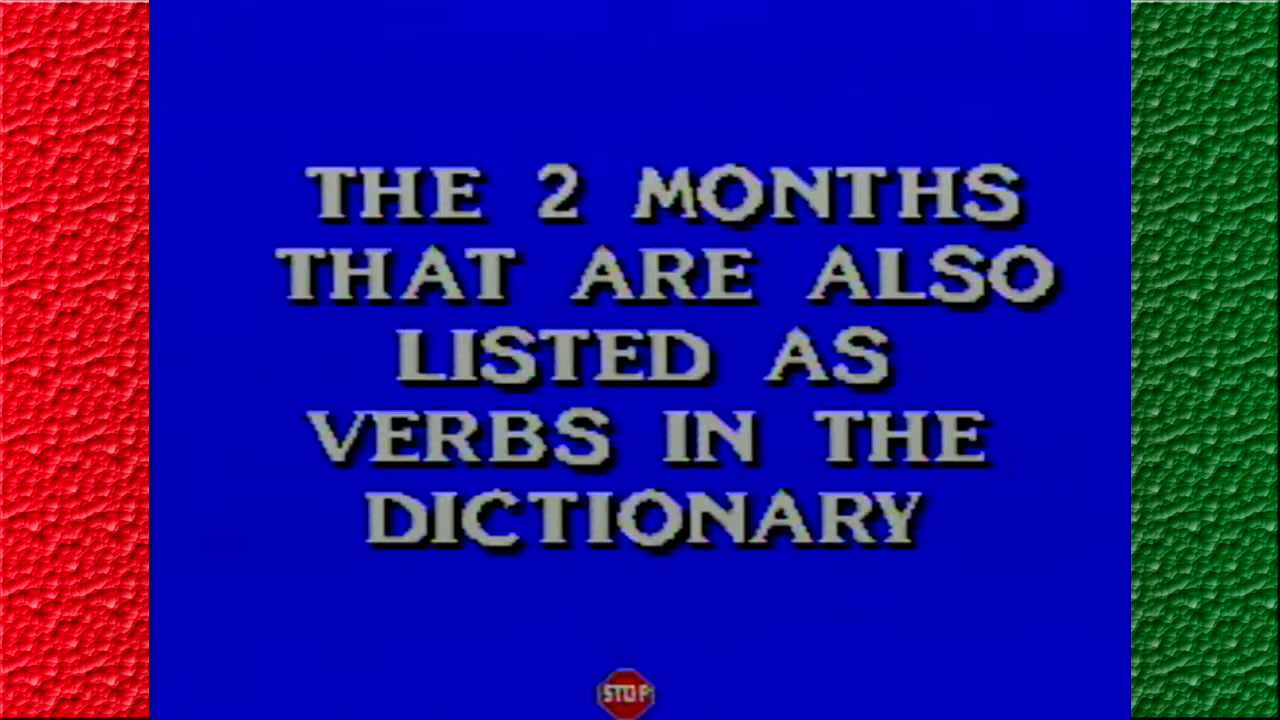 THE 2 MONTHS
THAT ARE ALSO
LISTED AS
VERBS IN THE
DICTIONARY
STOP